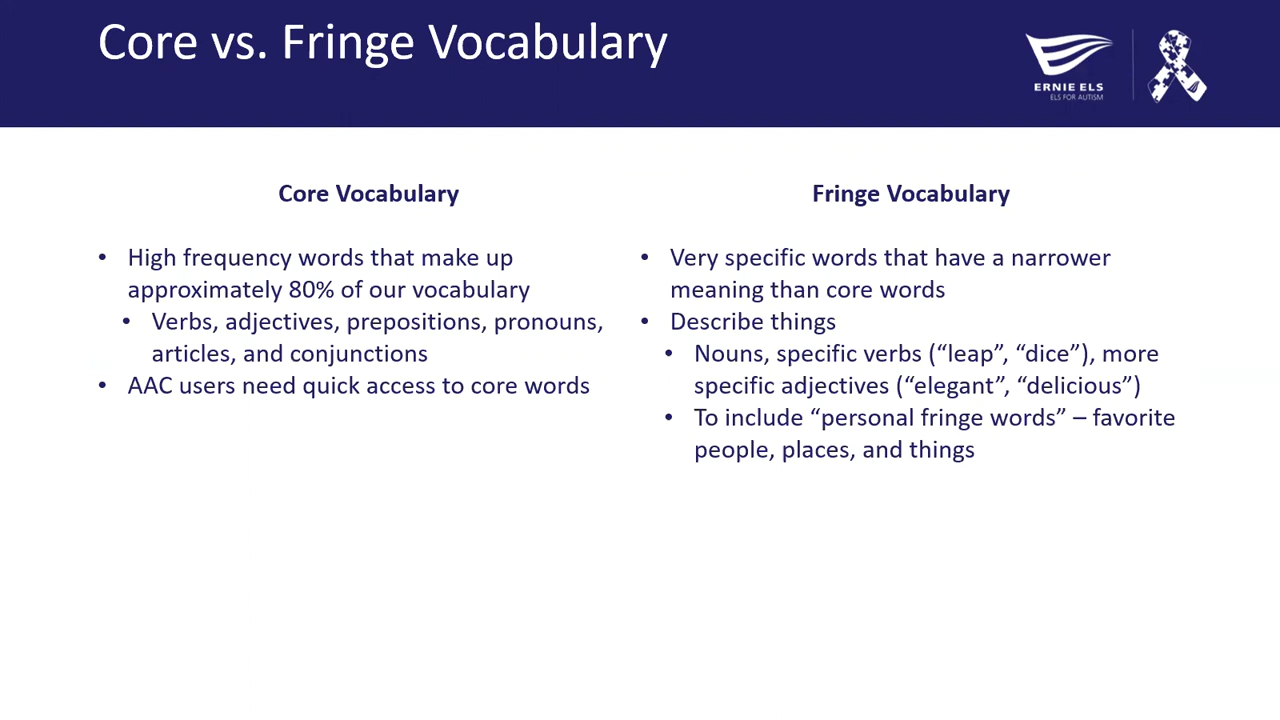 Core vs. Fringe Vocabulary
ERNIE ELS
ELS FOR AUTISM
Core Vocabulary
• High frequency words that make up
approximately 80% of our vocabulary
• Verbs, adjectives, prepositions, pronouns,
articles, and conjunctions
• AAC users need quick access to core words
Fringe Vocabulary
• Very specific words that have a narrower
meaning than core words
• Describe things
• Nouns, specific verbs (“leap”, “dice”), more
specific adjectives (“elegant”, “delicious”)
• To include “personal fringe words” – favorite
people, places, and things